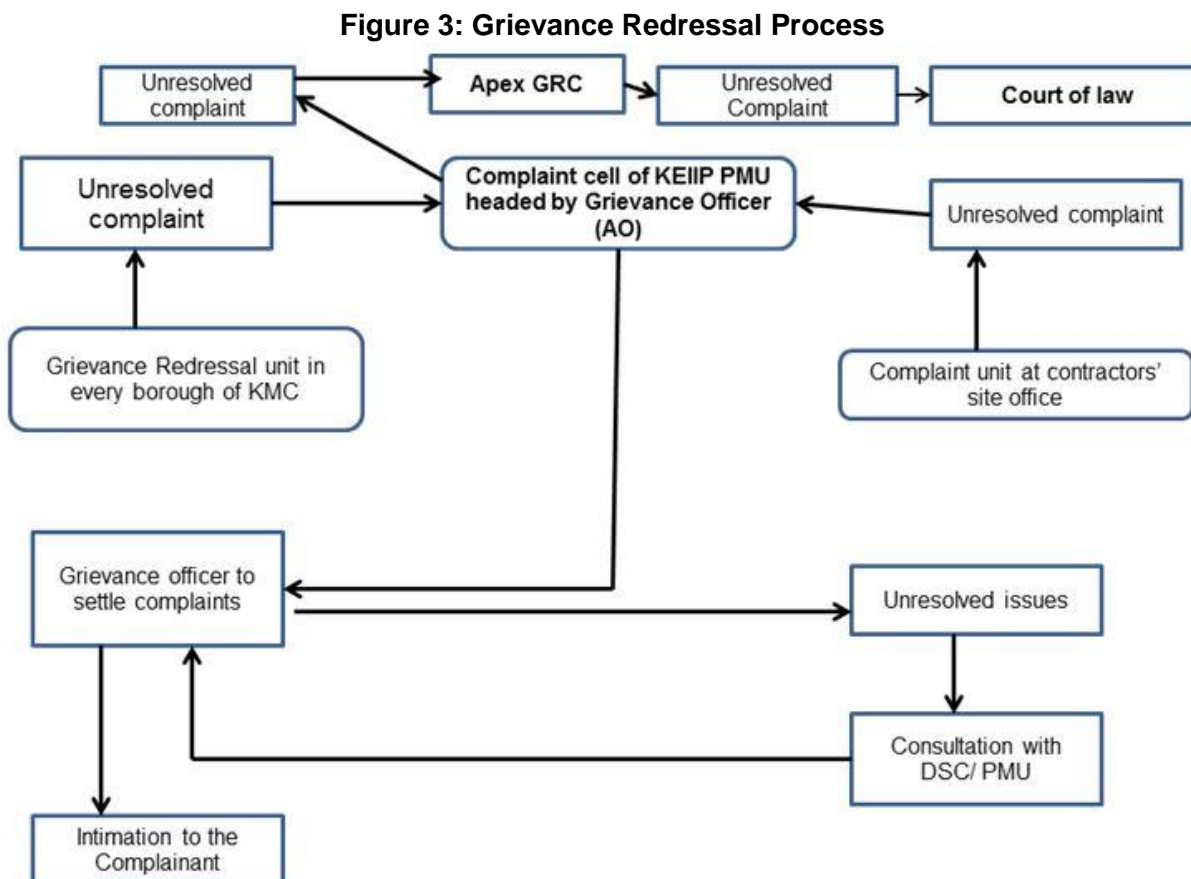 Figure 3: Grievance Redressal Process
Unresolved
complaint
Apex GRC
Unresolved
Complaint
Court of law
Unresolved
complaint
Complaint cell of KEIIP PMU
headed by Grievance Officer
(AO)
Unresolved complaint
Grievance Redressal unit in
every borough of KMC
Complaint unit at contractors'
site office
Grievance officer to
settle complaints
Unresolved issues
Consultation with
DSC/ PMU
Intimation to the
Complainant